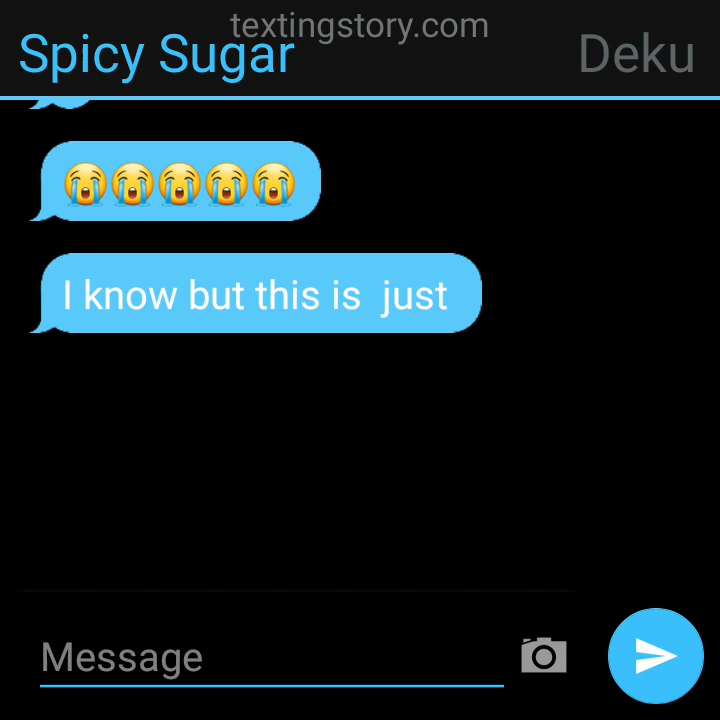 textingstory.com
Spicy Sugar
Deku
😭😭😭😭😭
I know but this is  just
Message